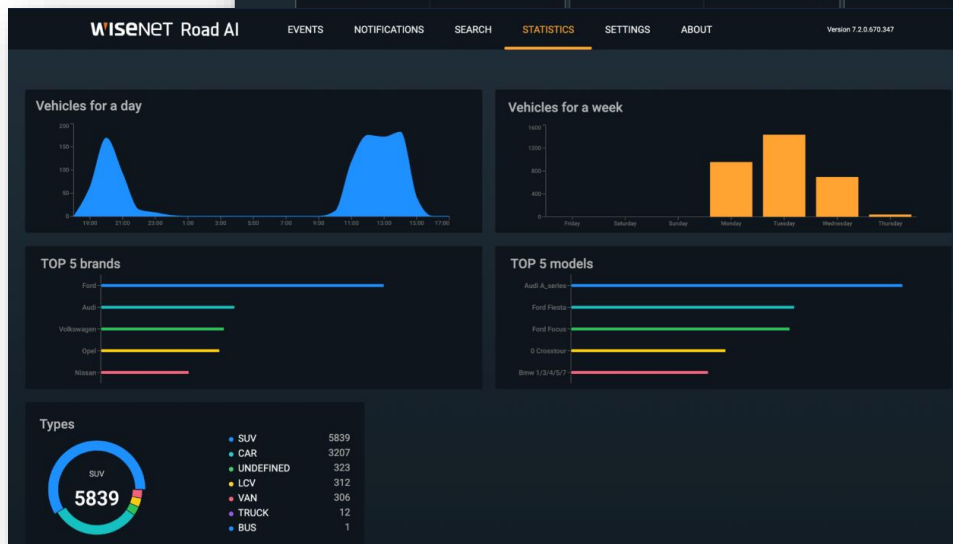 WISENET Road AI
EVENTS NOTIFICATIONS SEARCH STATISTICS SETTINGS ABOUT
Version 7.2.0.670.347
Vehicles for a day
200
150
100
50
0
19:00 21:00 23:00 1:00 3:00 5:00 7:00 9:00 11:00 13:00 15:00 17:00
Vehicles for a week
1600
1200
800
400
0
Friday Saturday Sunday Monday Tuesday Wednesday Thursday
TOP 5 brands
Ford
Audi
Volkswagen
Opel
Nissan
TOP 5 models
Audi A_series
Ford Fiesta
Ford Focus
0 Crosstour
Bmw 1/3/4/5/7
Types
SUV
5839
SUV 5839
CAR 3207
UNDEFINED 323
LCV 312
VAN 306
TRUCK 12
BUS 1